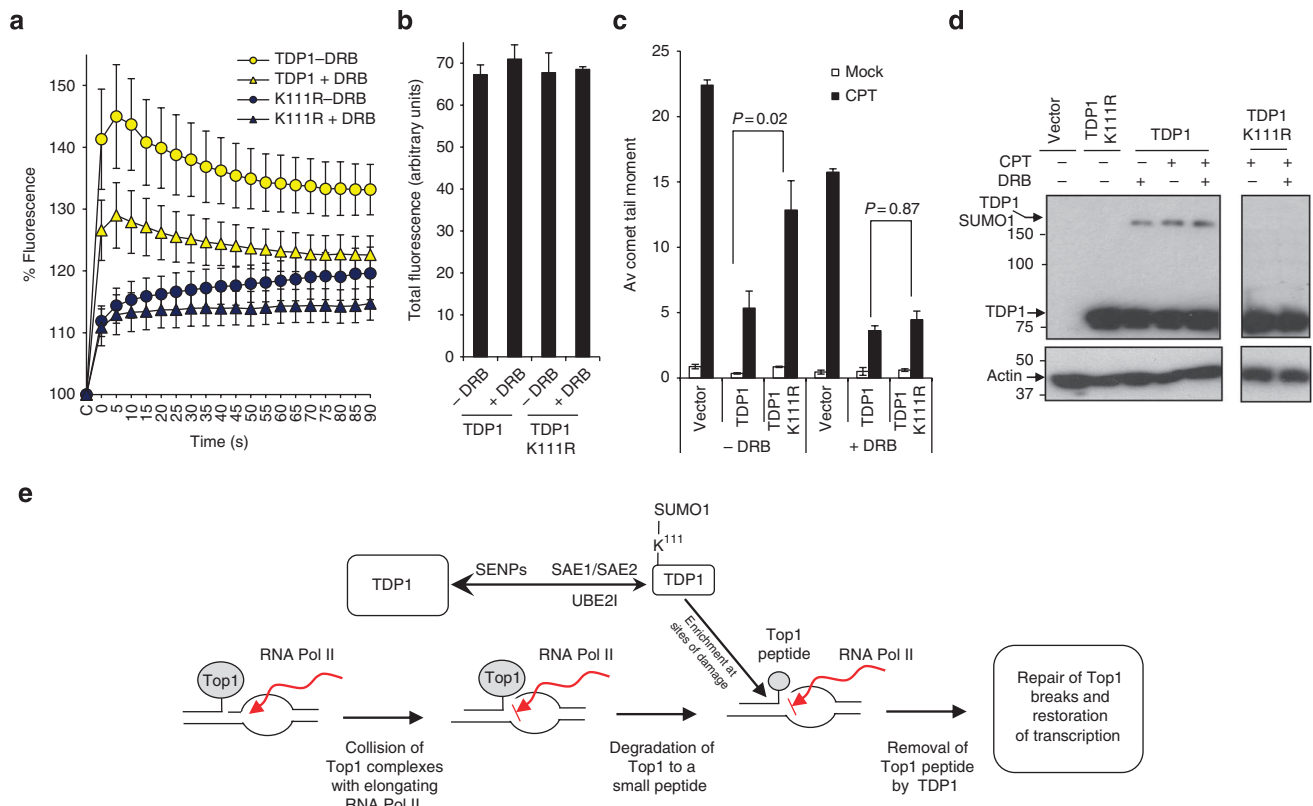 a
150
140
130
120
110
100
% Fluorescence
TDP1–DRB
TDP1 + DRB
K111R–DRB
K111R + DRB
C 0 5 10 15 20 25 30 35 40 45 50 55 60 65 70 75 80 85 90
Time (s)
b
70
60
50
40
30
20
10
0
Total fluorescence (arbitrary units)
– DRB
+ DRB
– DRB
+ DRB
TDP1
TDP1
K111R
c
25
20
15
10
5
0
Av comet tail moment
Mock
CPT
P = 0.02
P = 0.87
Vector
TDP1
TDP1
K111R
Vector
TDP1
TDP1
K111R
– DRB
+ DRB
d
Vector
TDP1
K111R
TDP1
TDP1
K111R
CPT – – – + + + +
DRB – – + – + – +
TDP1
SUMO1
150
100
TDP1
75
50
Actin
37
e
SUMO1
K111
TDP1
SENPs
SAE1/SAE2
UBE2I
TDP1
Enrichment at
sites of damage
Top1
RNA Pol II
Top1
RNA Pol II
Top1
peptide
RNA Pol II
Collision of
Top1 complexes
with elongating
RNA Pol II
Degradation of
Top1 to a
small peptide
Removal of
Top1 peptide
by TDP1
Repair of Top1
breaks and
restoration
of transcription